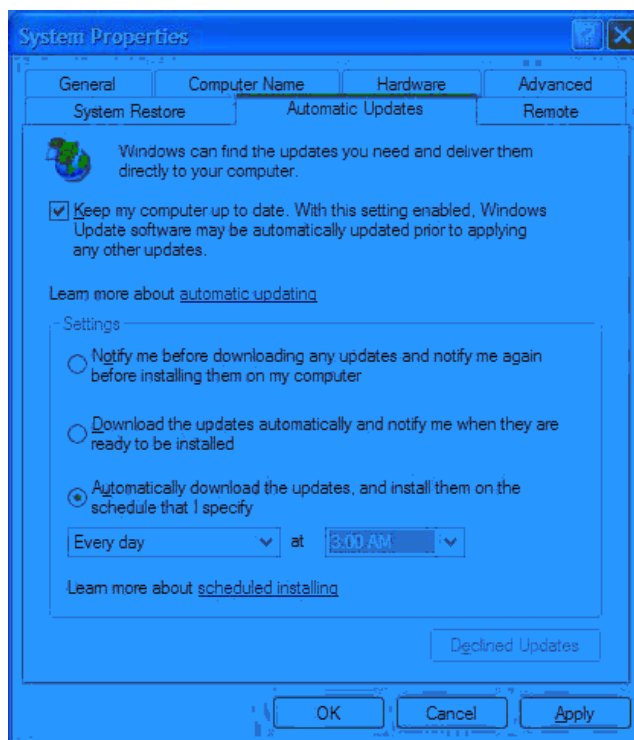 System Properties
General Computer Name Hardware Advanced
System Restore Automatic Updates Remote
Windows can find the updates you need and deliver them
directly to your computer.
Keep my computer up to date. With this setting enabled, Windows
Update software may be automatically updated prior to applying
any other updates.
Learn more about automatic updating
Settings
Notify me before downloading any updates and notify me again
before installing them on my computer
Download the updates automatically and notify me when they are
ready to be installed
Automatically download the updates, and install them on the
schedule that I specify
Every day at 3:00 AM
Learn more about scheduled installing
Declined Updates
OK Cancel Apply